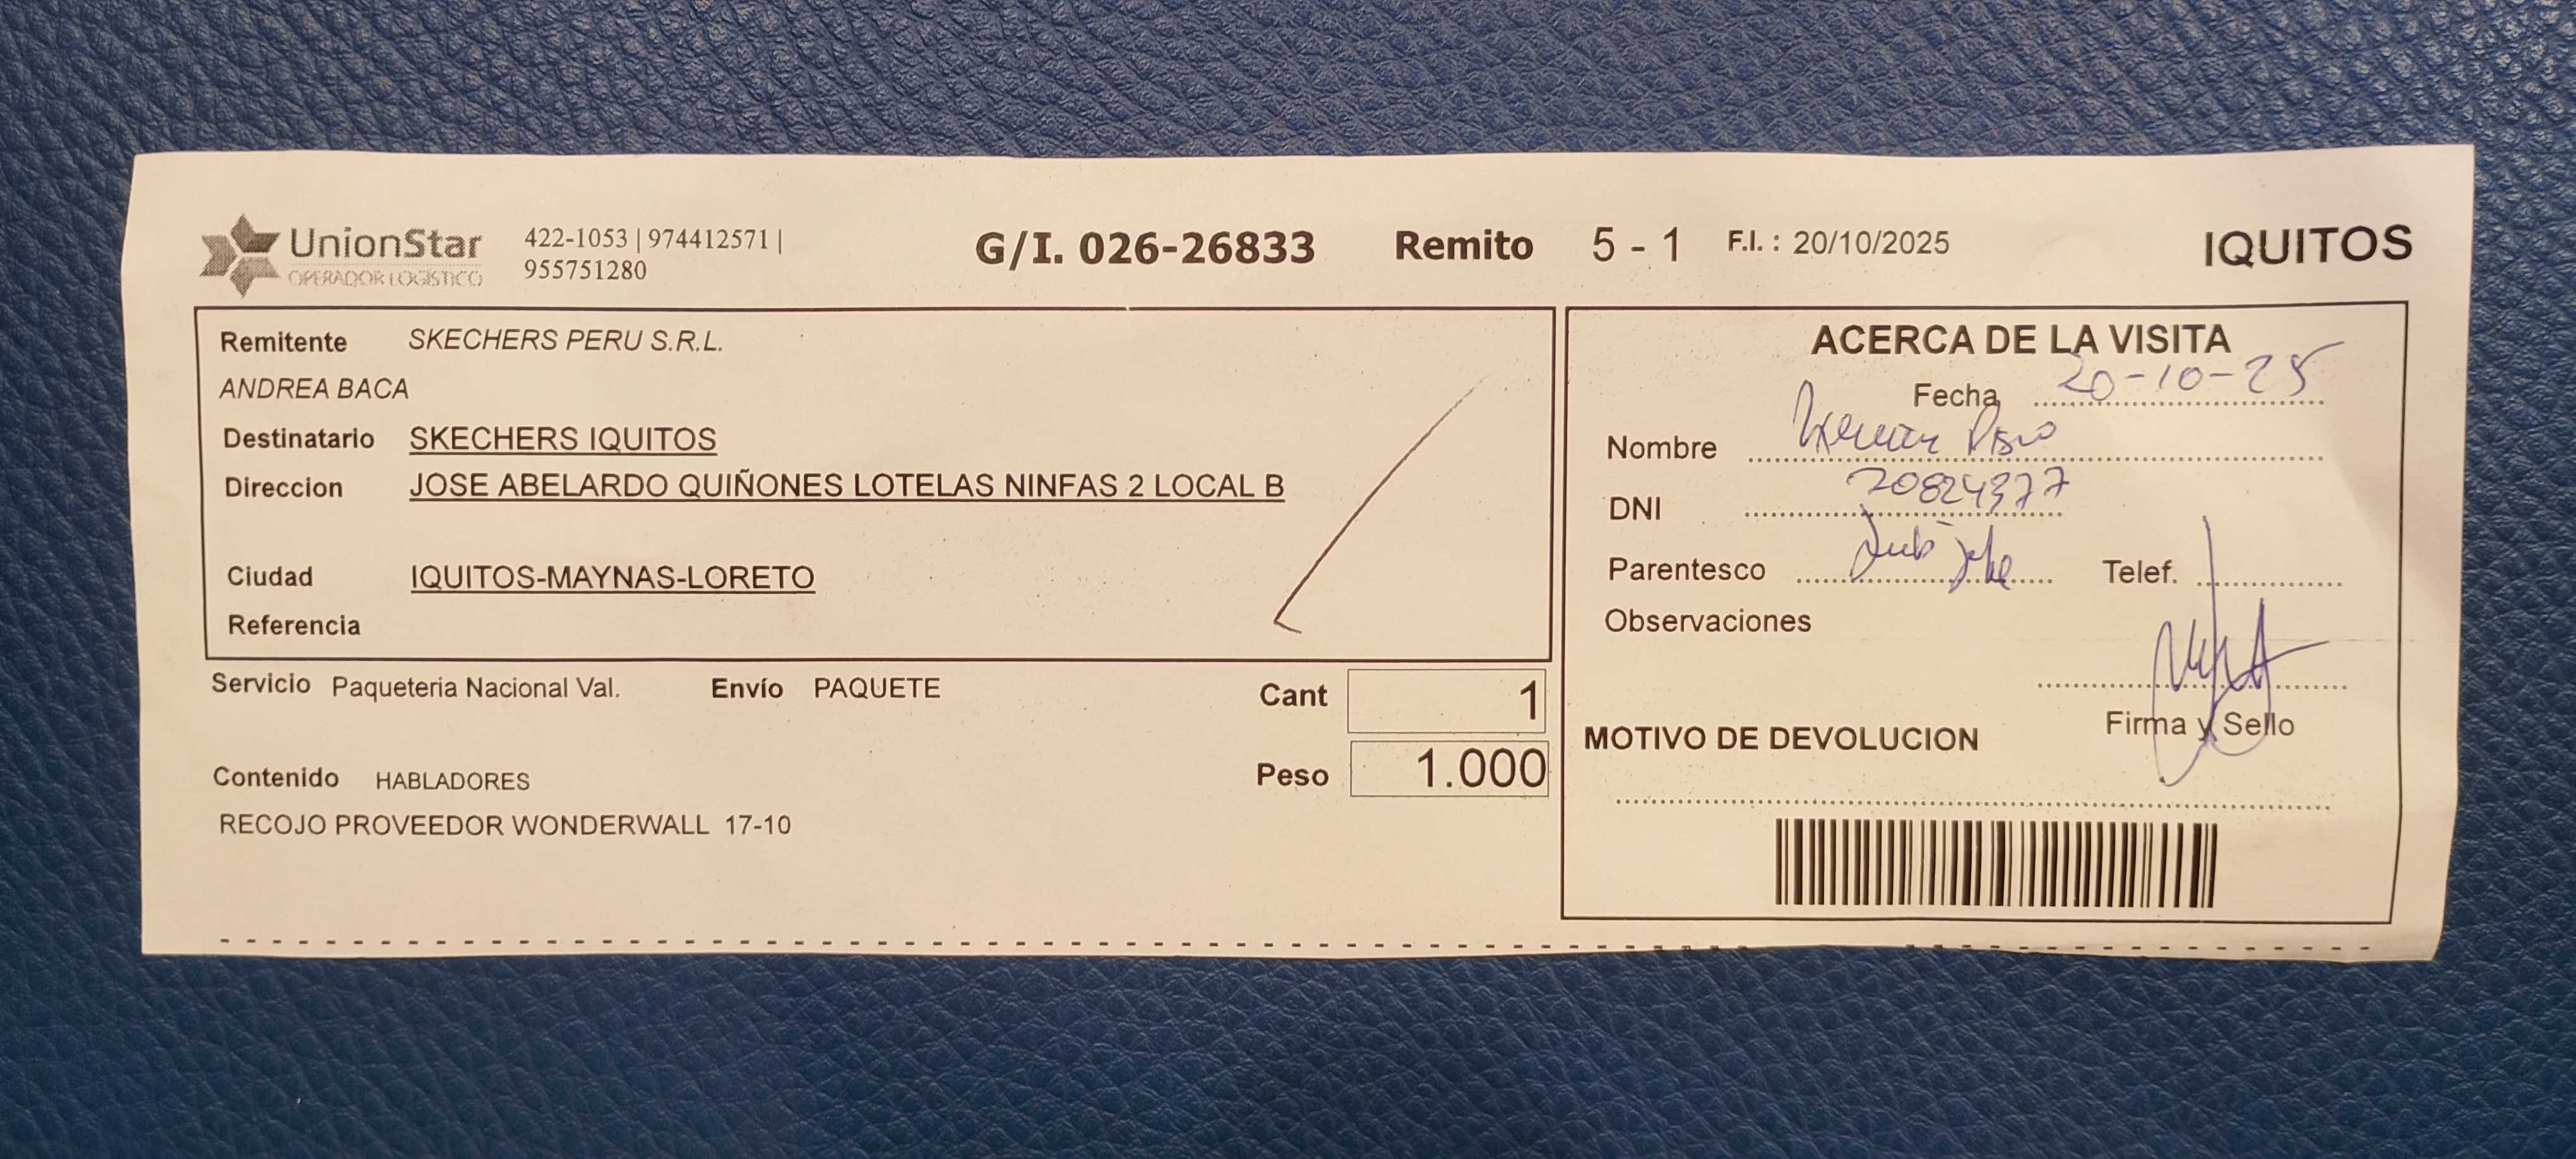 UnionStar
OPERADOR LOGISTICO
422-1053 | 974412571 |
955751280
G/I. 026-26833 Remito 5 - 1 F.I. : 20/10/2025 IQUITOS
Remitente SKECHERS PERU S.R.L.
ANDREA BACA
Destinatario SKECHERS IQUITOS
Direccion JOSE ABELARDO QUIÑONES LOTELAS NINFAS 2 LOCAL B
Ciudad IQUITOS-MAYNAS-LORETO
Referencia
Servicio Paqueteria Nacional Val. Envío PAQUETE
Cant 1
Peso 1.000
Contenido HABLADORES
RECOJO PROVEEDOR WONDERWALL 17-10
ACERCA DE LA VISITA
Fecha 20-10-25
Nombre
DNI 70824377
Parentesco Telef.
Observaciones
Firma y Sello
MOTIVO DE DEVOLUCION